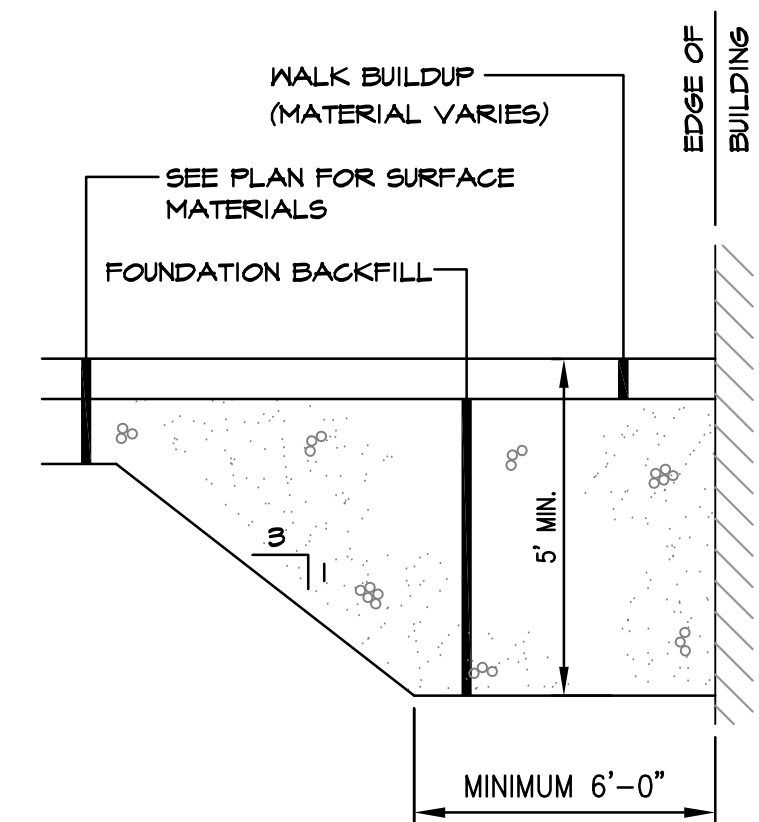 EDGE OF
BUILDING
WALK BUILDUP
(MATERIAL VARIES)
SEE PLAN FOR SURFACE
MATERIALS
FOUNDATION BACKFILL
3
1
5' MIN.
MINIMUM 6'-0"